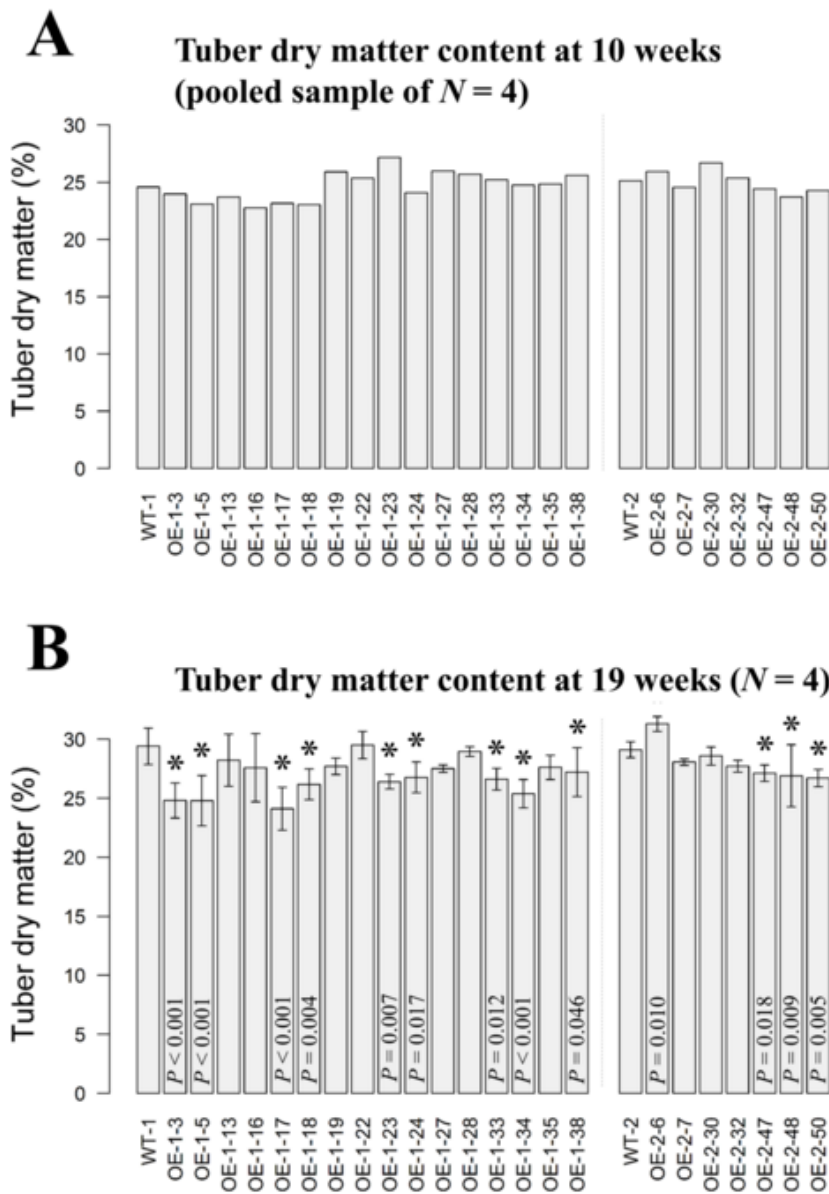 A
Tuber dry matter content at 10 weeks
(pooled sample of N = 4)
Tuber dry matter (%)
30
25
20
15
10
5
0
WT-1
OE-1-3
OE-1-5
OE-1-13
OE-1-16
OE-1-17
OE-1-18
OE-1-19
OE-1-22
OE-1-23
OE-1-24
OE-1-27
OE-1-28
OE-1-33
OE-1-34
OE-1-35
OE-1-38
WT-2
OE-2-6
OE-2-7
OE-2-30
OE-2-32
OE-2-47
OE-2-48
OE-2-50
B
Tuber dry matter content at 19 weeks (N = 4)
Tuber dry matter (%)
30
25
20
15
10
5
0
*
*
*
*
*
*
*
*
*
*
*
*
P < 0.001
P < 0.001
P < 0.001
P = 0.004
P = 0.007
P = 0.017
P = 0.012
P < 0.001
P = 0.046
P = 0.010
P = 0.018
P = 0.009
P = 0.005
WT-1
OE-1-3
OE-1-5
OE-1-13
OE-1-16
OE-1-17
OE-1-18
OE-1-19
OE-1-22
OE-1-23
OE-1-24
OE-1-27
OE-1-28
OE-1-33
OE-1-34
OE-1-35
OE-1-38
WT-2
OE-2-6
OE-2-7
OE-2-30
OE-2-32
OE-2-47
OE-2-48
OE-2-50